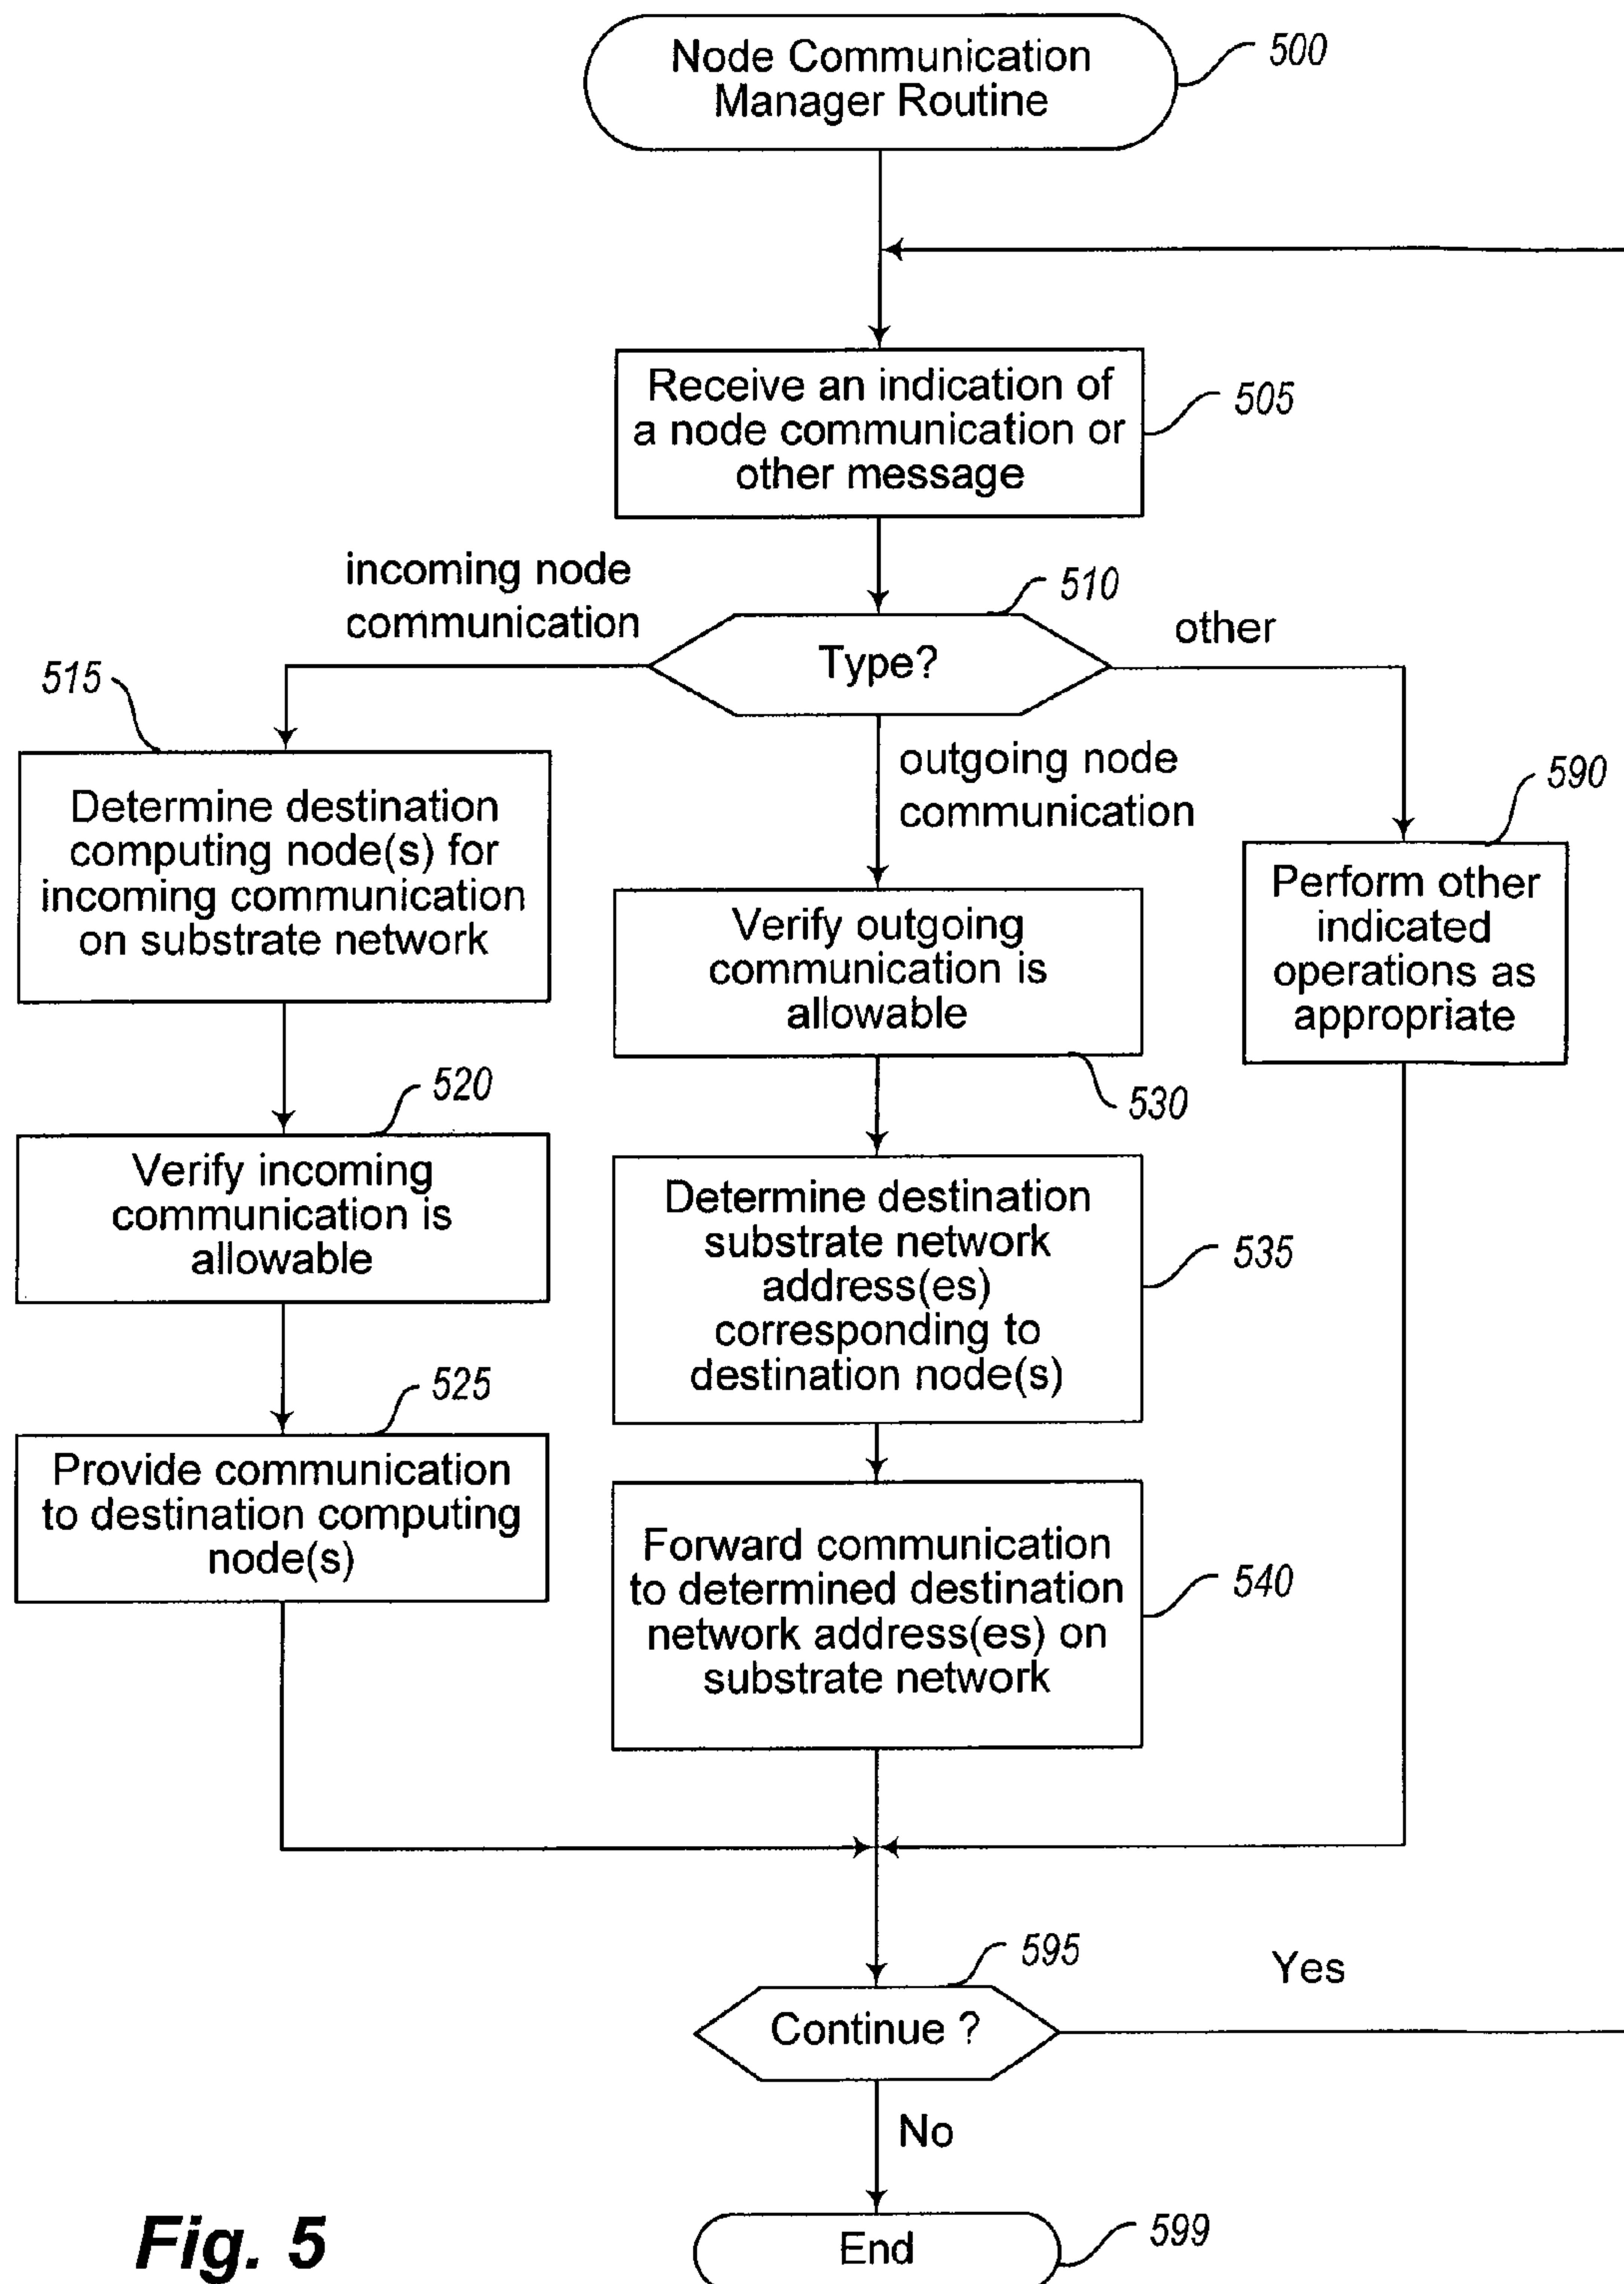 Node Communication
Manager Routine
500
Receive an indication of
a node communication or
other message
505
incoming node
communication
510
Type?
other
515
outgoing node
communication
590
Determine destination
computing node(s) for
incoming communication
on substrate network
Verify outgoing
communication is
allowable
530
Perform other
indicated
operations as
appropriate
520
Verify incoming
communication is
allowable
Determine destination
substrate network
address(es)
corresponding to
destination node(s)
535
525
Provide communication
to destination computing
node(s)
Forward communication
to determined destination
network address(es) on
substrate network
540
595
Continue ?
Yes
No
End
599
Fig. 5